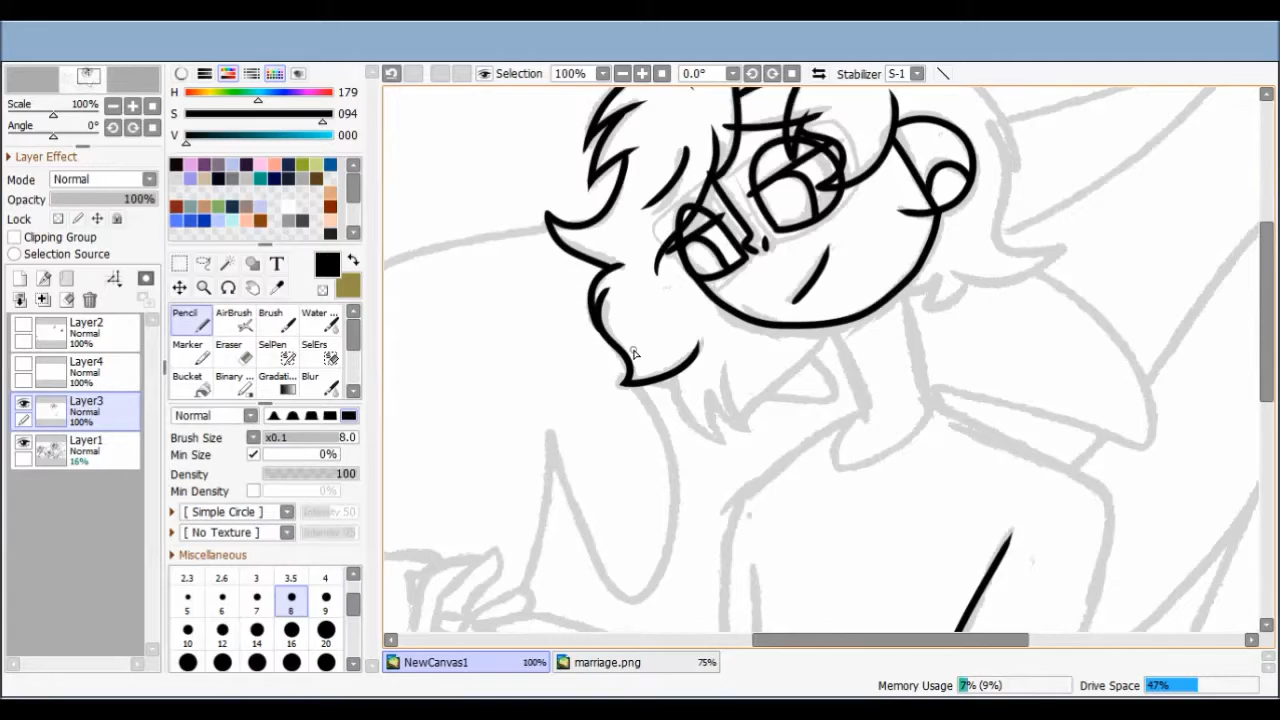 Selection 100% 0.0° Stabilizer S-1
Scale 100%
Angle 0°
Layer Effect
Mode Normal
Opacity 100%
Lock
Clipping Group
Selection Source
Layer2
Normal
100%
Layer4
Normal
100%
Layer3
Normal
100%
Layer1
Normal
16%
H 179
S 094
V 000
T
Pencil AirBrush Brush Water ...
Marker Eraser SelPen SelErs
Bucket Binary ... Gradati... Blur
Normal
Brush Size x0.1 8.0
Min Size 0%
Density 100
Min Density 0%
[ Simple Circle ] Intensity 50
[ No Texture ]
Miscellaneous
2.3 2.6 3 3.5 4
5 6 7 8 9
10 12 14 16 20
NewCanvas1 100% marriage.png 75%
Memory Usage 7% (9%) Drive Space 47%